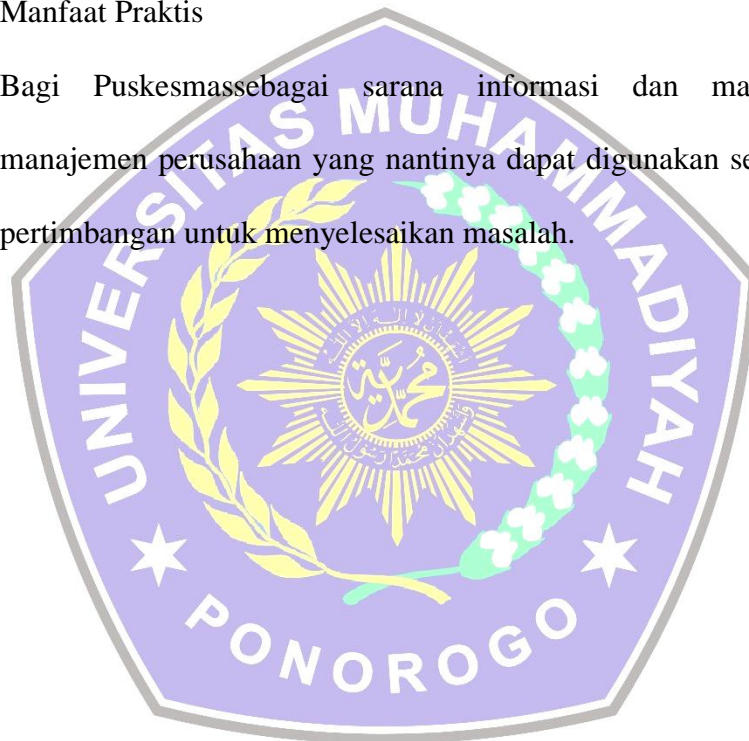 Manfaat Praktis
Bagi Puskesmassebagai sarana informasi dan ma
manajemen perusahaan yang nantinya dapat digunakan se
pertimbangan untuk menyelesaikan masalah.
UNIVERSITAS MUHAMMADIYAH
PONOROGO
محمدية